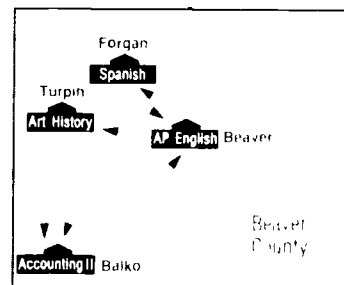 Forgan
Spanish
Turpin
Art History
AP English
Beaver
Beaver
County
Accounting II
Balko